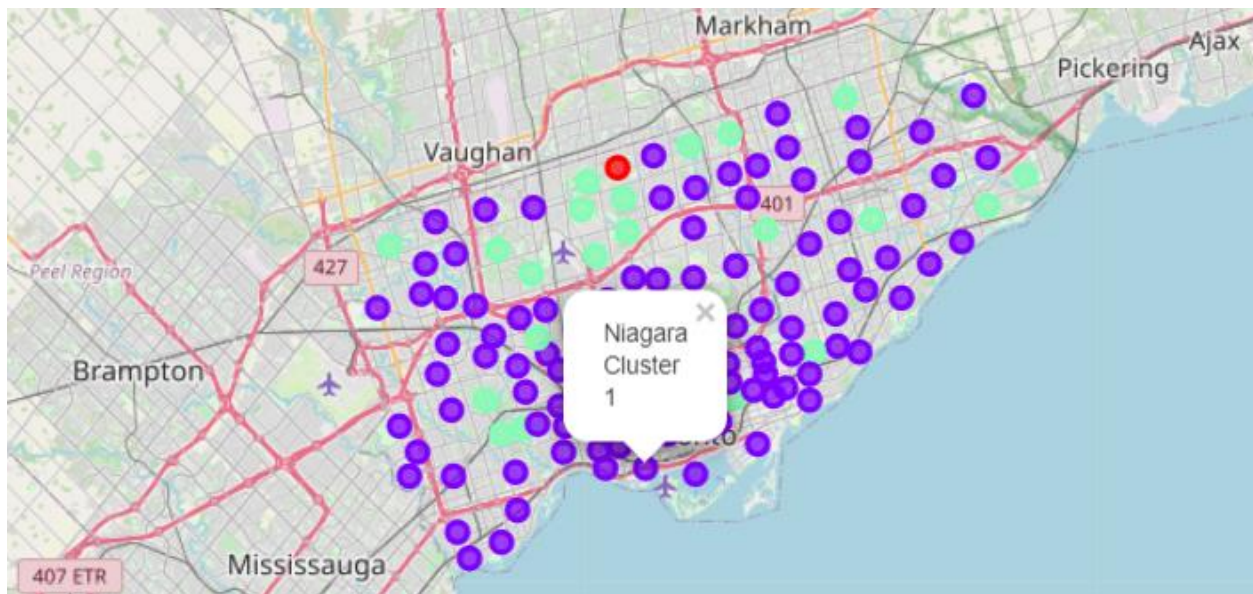 Markham
Ajax
Pickering
Vaughan
401
Peel Region
427
Niagara
Cluster
1
×
Brampton
Mississauga
407 ETR